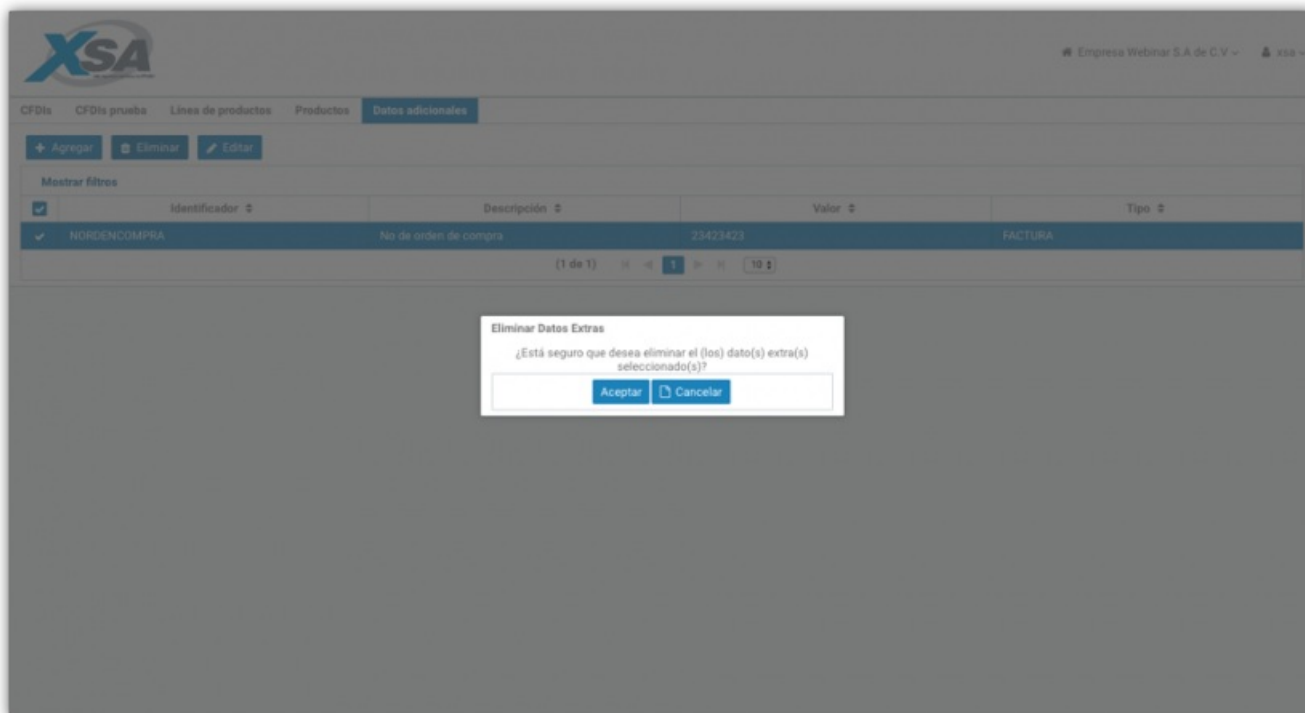 XSA
Empresa Webinar S.A de C.V
xsa
CFDIs CFDIs prueba Línea de productos Productos Datos adicionales
Agregar Eliminar Editar
Mostrar filtros
Identificador Descripción Valor Tipo
NORDENCOMPRA No de orden de compra 23423423 FACTURA
(1 de 1) 1 10
Eliminar Datos Extras
¿Está seguro que desea eliminar el (los) dato(s) extra(s)
seleccionado(s)?
Aceptar Cancelar